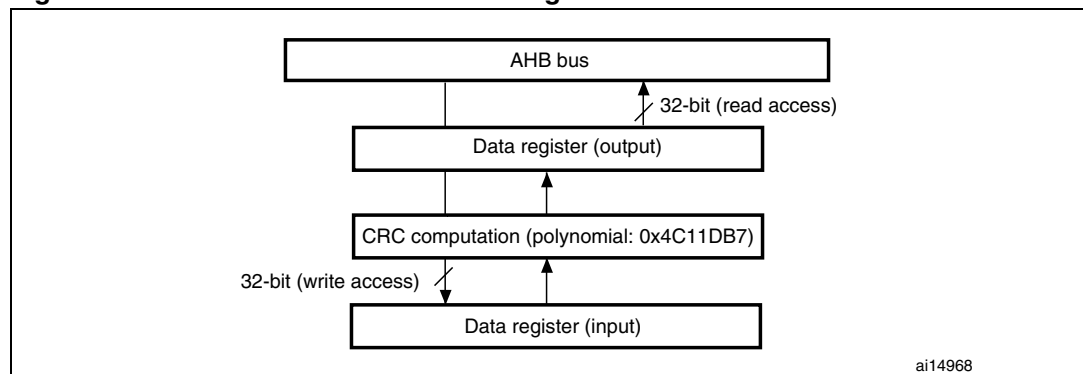 AHB bus
32-bit (read access)
Data register (output)
CRC computation (polynomial: 0x4C11DB7)
32-bit (write access)
Data register (input)
ai14968